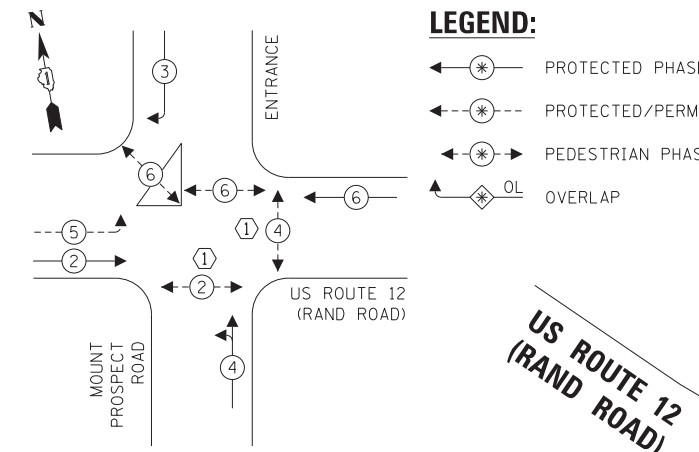 N
1
3
ENTRANCE
6
6
6
5
1
4
2
1
2
US ROUTE 12
(RAND ROAD)
MOUNT
PROSPECT
ROAD
4
LEGEND:
* PROTECTED PHAS
* PROTECTED/PERM
* PEDESTRIAN PHAS
* OL OVERLAP
US ROUTE 12
(RAND ROAD)